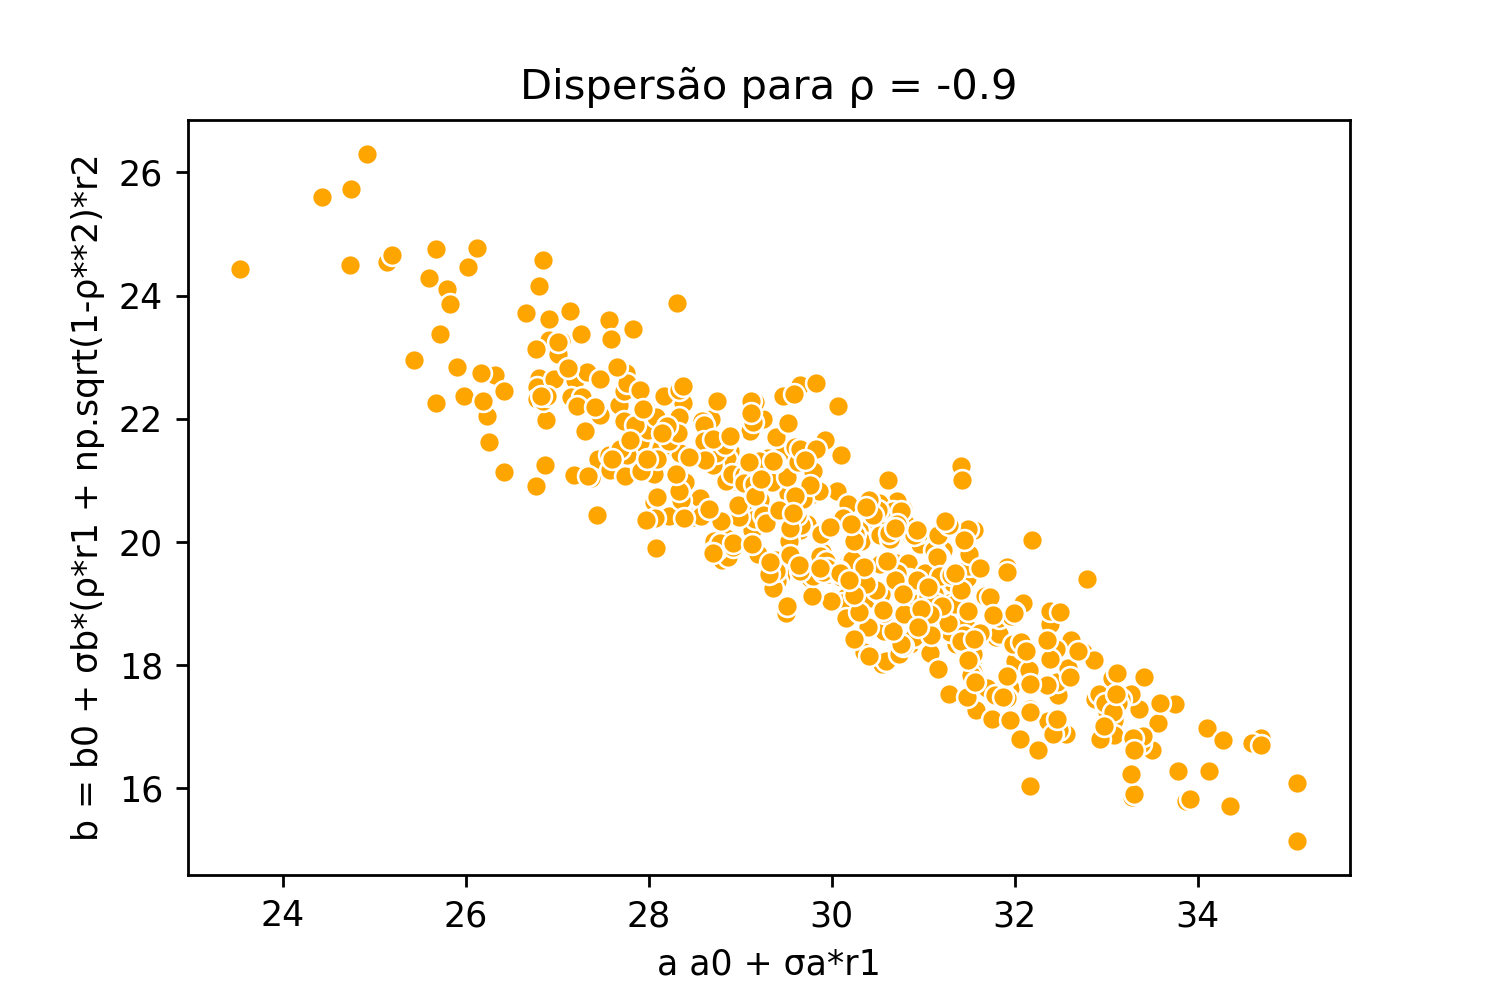 Dispersão para ρ = -0.9
b = b0 + σb*(ρ*r1 + np.sqrt(1-ρ**2)*r2
26
24
22
20
18
16
24 26 28 30 32 34
a a0 + σa*r1